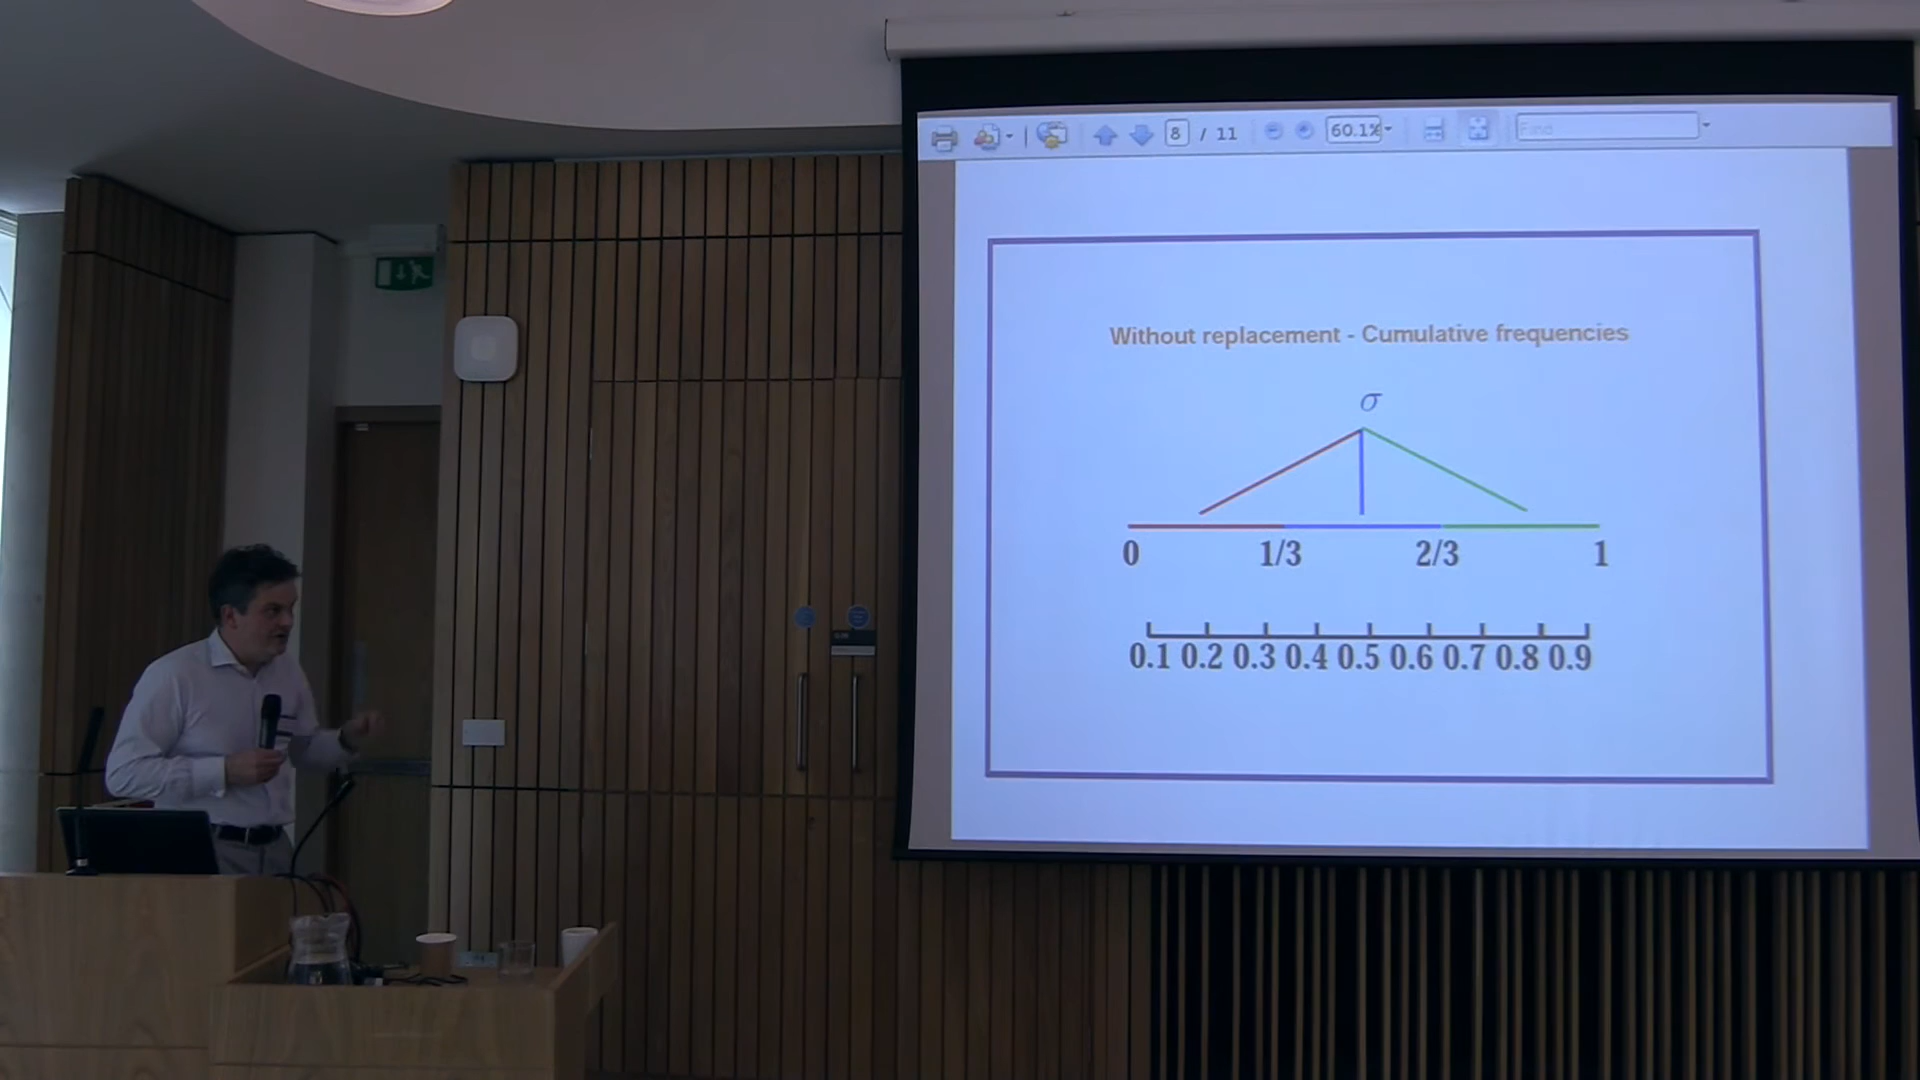 8 / 11
60.1%
Find
Without replacement - Cumulative frequencies
σ
0 1/3 2/3 1
0.1 0.2 0.3 0.4 0.5 0.6 0.7 0.8 0.9